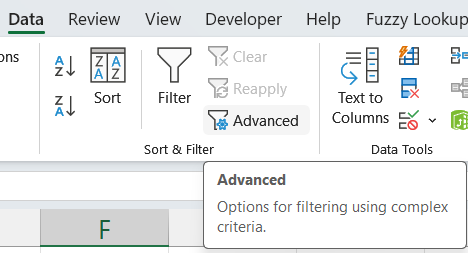 Data Review View Developer Help Fuzzy Lookup
ons
A
Z
Z
A
Z A
A Z
Sort
Filter
Clear
Reapply
Advanced
Text to
Columns
Sort & Filter
Data Tools
Advanced
Options for filtering using complex
criteria.
F